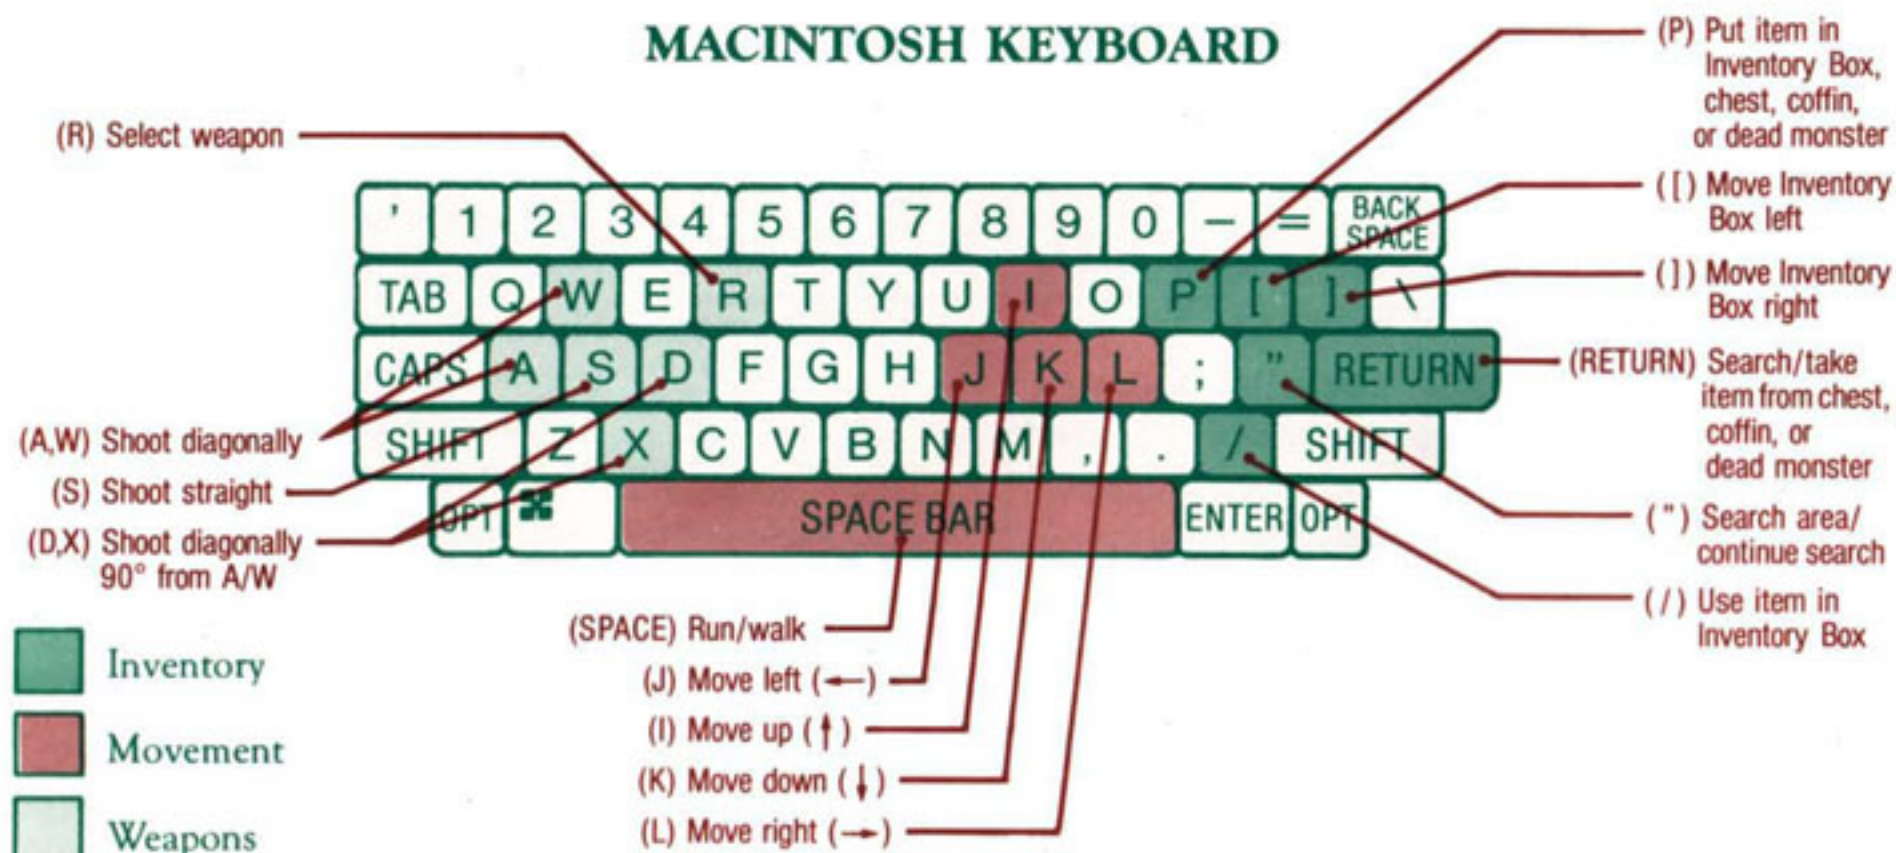 MACINTOSH KEYBOARD
(R) Select weapon
(P) Put item in
Inventory Box,
chest, coffin,
or dead monster
([) Move Inventory
Box left
(]) Move Inventory
Box right
(RETURN) Search/take
item from chest,
coffin, or
dead monster
(") Search area/
continue search
(/) Use item in
Inventory Box
' 1 2 3 4 5 6 7 8 9 0 – = BACK SPACE
TAB Q W E R T Y U I O P [ ] \
CAPS A S D F G H J K L ; " RETURN
SHIFT Z X C V B N M , . / SHIFT
OPT ⌘ SPACE BAR ENTER OPT
(A,W) Shoot diagonally
(S) Shoot straight
(D,X) Shoot diagonally
90° from A/W
(SPACE) Run/walk
(J) Move left (←)
(I) Move up (↑)
(K) Move down (↓)
(L) Move right (→)
Inventory
Movement
Weapons